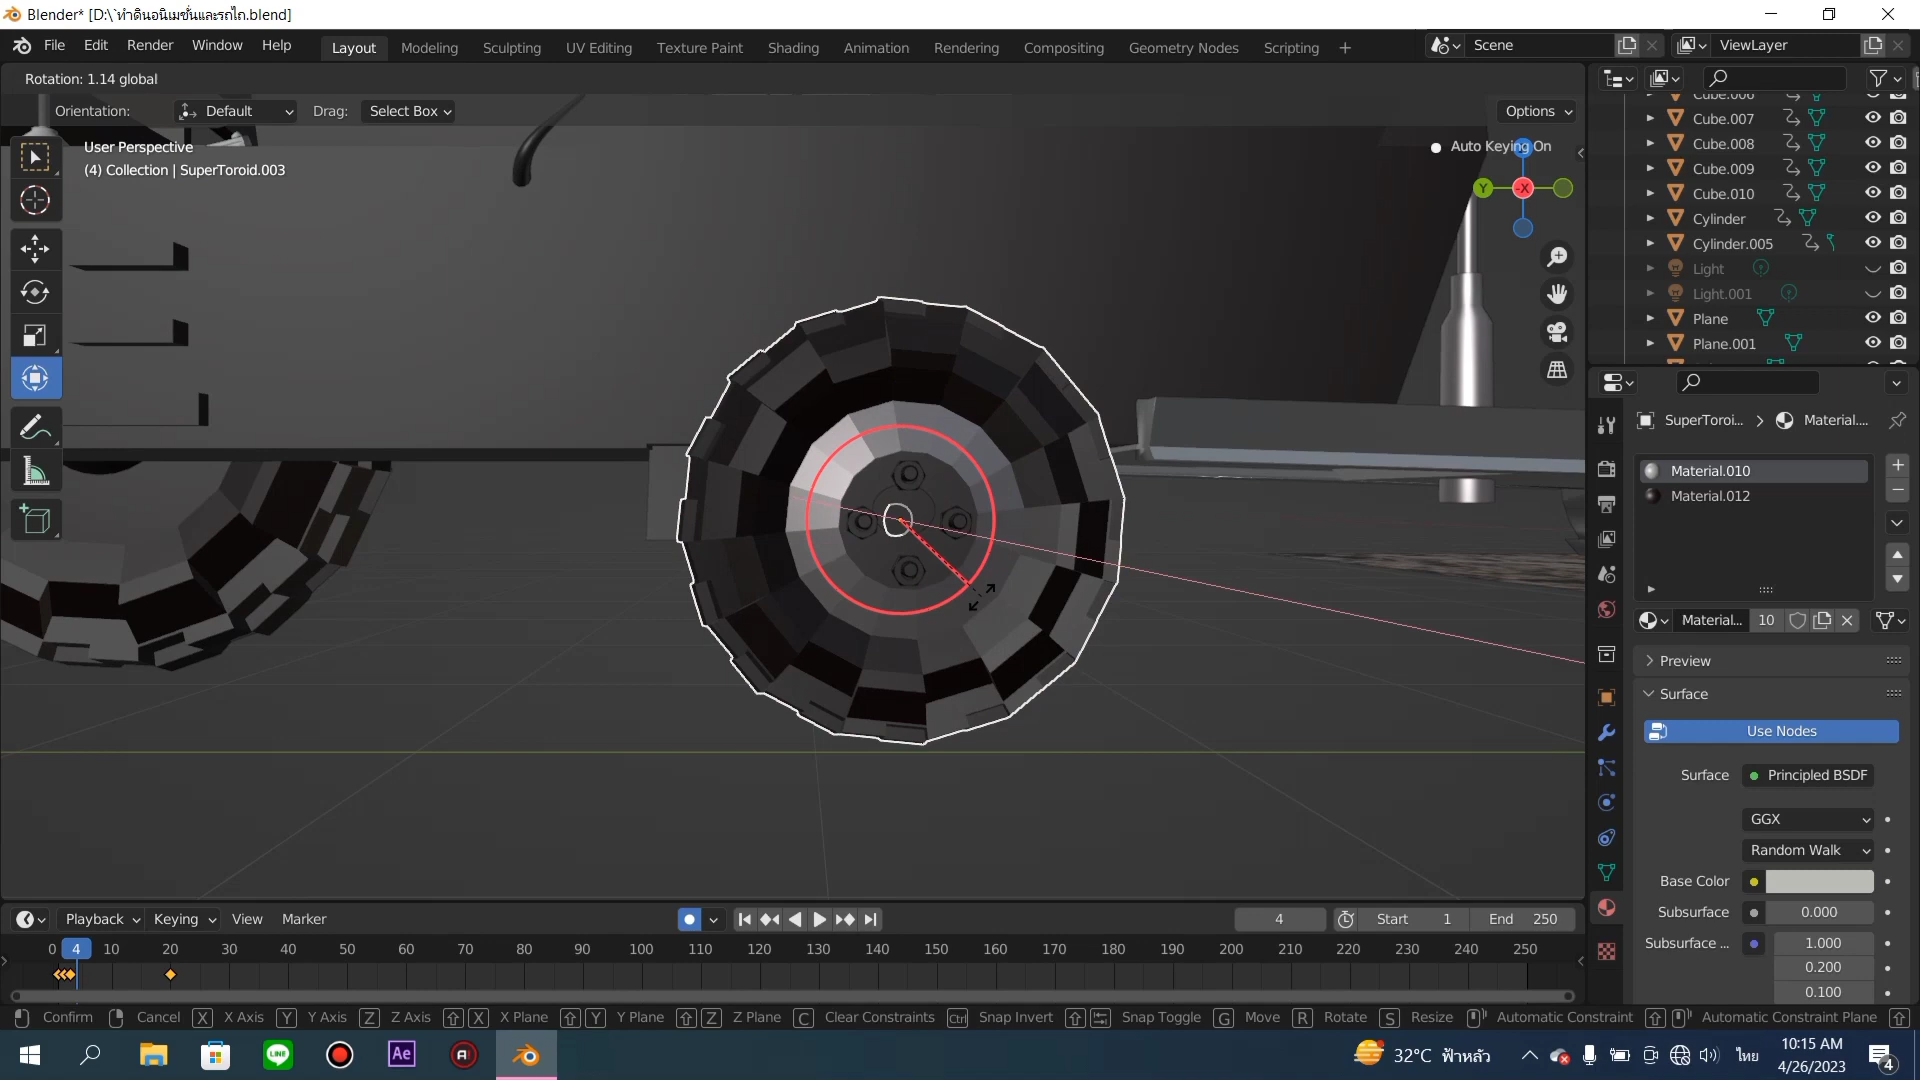 Blender* [D:\`ทำดินอนิเมชั่นและรถไถ.blend]
File Edit Render Window Help Layout Modeling Sculpting UV Editing Texture Paint Shading Animation Rendering Compositing Geometry Nodes Scripting + Scene ViewLayer
Rotation: 1.14 global
Orientation: Default Drag: Select Box Options
User Perspective
(4) Collection | SuperToroid.003
Auto Keying On
Y
-X
Cube.006
Cube.007
Cube.008
Cube.009
Cube.010
Cylinder
Cylinder.005
Light
Light.001
Plane
Plane.001
SuperToroi... > Material....
Material.010
Material.012
Material... 10
Preview
Surface
Use Nodes
Surface Principled BSDF
GGX
Random Walk
Base Color
Subsurface 0.000
Subsurface ... 1.000
0.200
0.100
Playback Keying View Marker 4 Start 1 End 250
0 4 10 20 30 40 50 60 70 80 90 100 110 120 130 140 150 160 170 180 190 200 210 220 230 240 250
Confirm Cancel X X Axis Y Y Axis Z Z Axis X X Plane Y Y Plane Z Z Plane C Clear Constraints Ctrl Snap Invert Snap Toggle G Move R Rotate S Resize Automatic Constraint Automatic Constraint Plane
LINE Ae 32°C ฟ้าหลัว ไทย 10:15 AM
4/26/2023
4